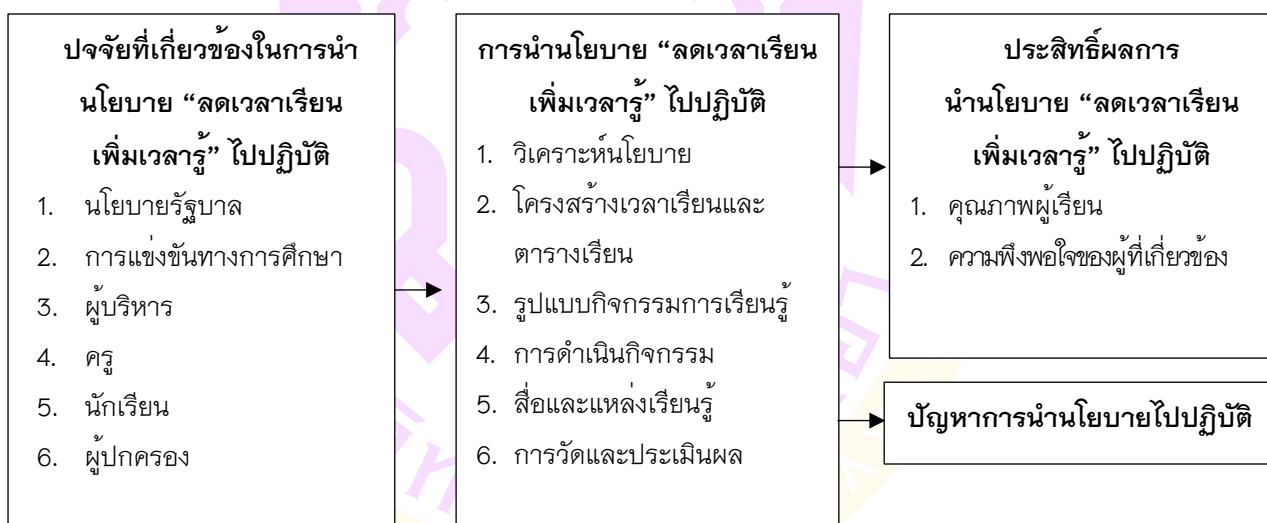 ปจจัยที่เกี่ยวข้องในการนำ
นโยบาย “ลดเวลาเรียน
เพิ่มเวลารู้” ไปปฏิบัติ
1. นโยบายรัฐบาล
2. การแข่งขันทางการศึกษา
3. ผู้บริหาร
4. ครู
5. นักเรียน
6. ผู้ปกครอง
การนำนโยบาย “ลดเวลาเรียน
เพิ่มเวลารู้” ไปปฏิบัติ
1. วิเคราะห์นโยบาย
2. โครงสร้างเวลาเรียนและ
ตารางเรียน
3. รูปแบบกิจกรรมการเรียนรู้
4. การดำเนินกิจกรรม
5. สื่อและแหล่งเรียนรู้
6. การวัดและประเมินผล
ประสิทธิ์ผลการ
นำนโยบาย “ลดเวลาเรียน
เพิ่มเวลารู้” ไปปฏิบัติ
1. คุณภาพผู้เรียน
2. ความพึงพอใจของผู้ที่เกี่ยวข้อง
ปัญหาการนำนโยบายไปปฏิบัติ